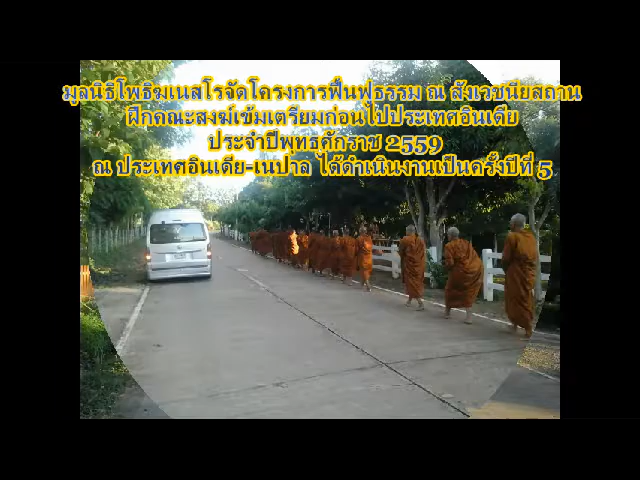 มูลนิธิโพธิมเนสโรจัดโครงการฟื้นฟูธรรม ณ สังเวชนียสถาน
ฝึกคณะสงฆ์เข้มเตรียมก่อนไปประเทศอินเดีย
ประจำปีพุทธศักราช 2559
ณ ประเทศอินเดีย-เนปาล ได้ดำเนินงานเป็นครั้งปีที่ 5